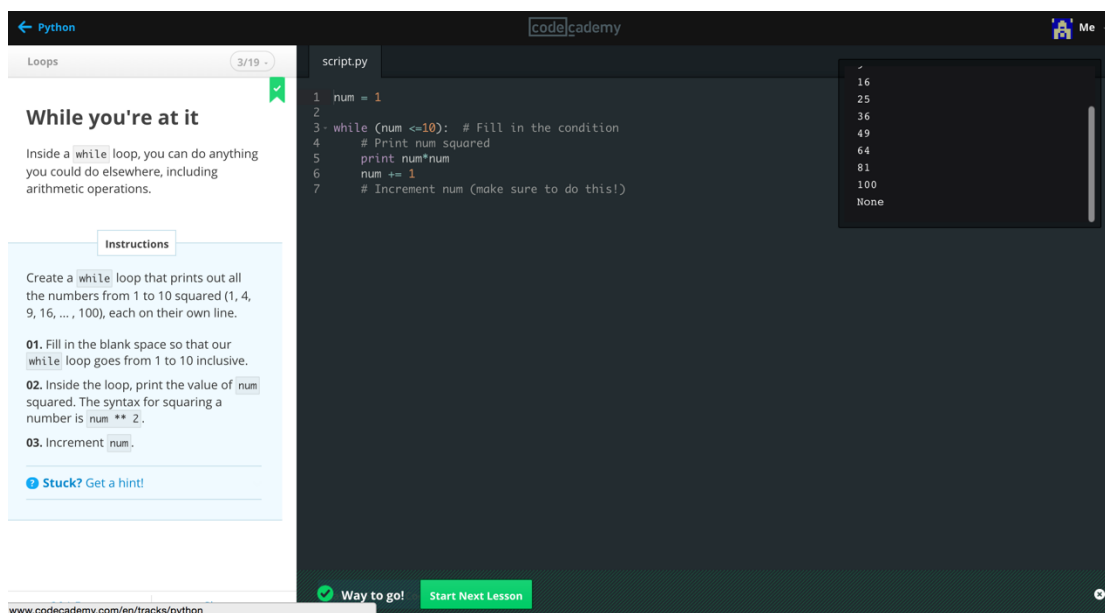 Python
codecademy
Me
Loops
3/19
script.py
While you're at it
Inside a while loop, you can do anything
you could do elsewhere, including
arithmetic operations.
Instructions
Create a while loop that prints out all
the numbers from 1 to 10 squared (1, 4,
9, 16, ... , 100), each on their own line.
01. Fill in the blank space so that our
while loop goes from 1 to 10 inclusive.
02. Inside the loop, print the value of num
squared. The syntax for squaring a
number is num ** 2.
03. Increment num.
Stuck? Get a hint!
1 num = 1
2
3 while (num <=10):  # Fill in the condition
4     # Print num squared
5     print num*num
6     num += 1
7     # Increment num (make sure to do this!)
16
25
36
49
64
81
100
None
Way to go!
Start Next Lesson
www.codecademy.com/en/tracks/python